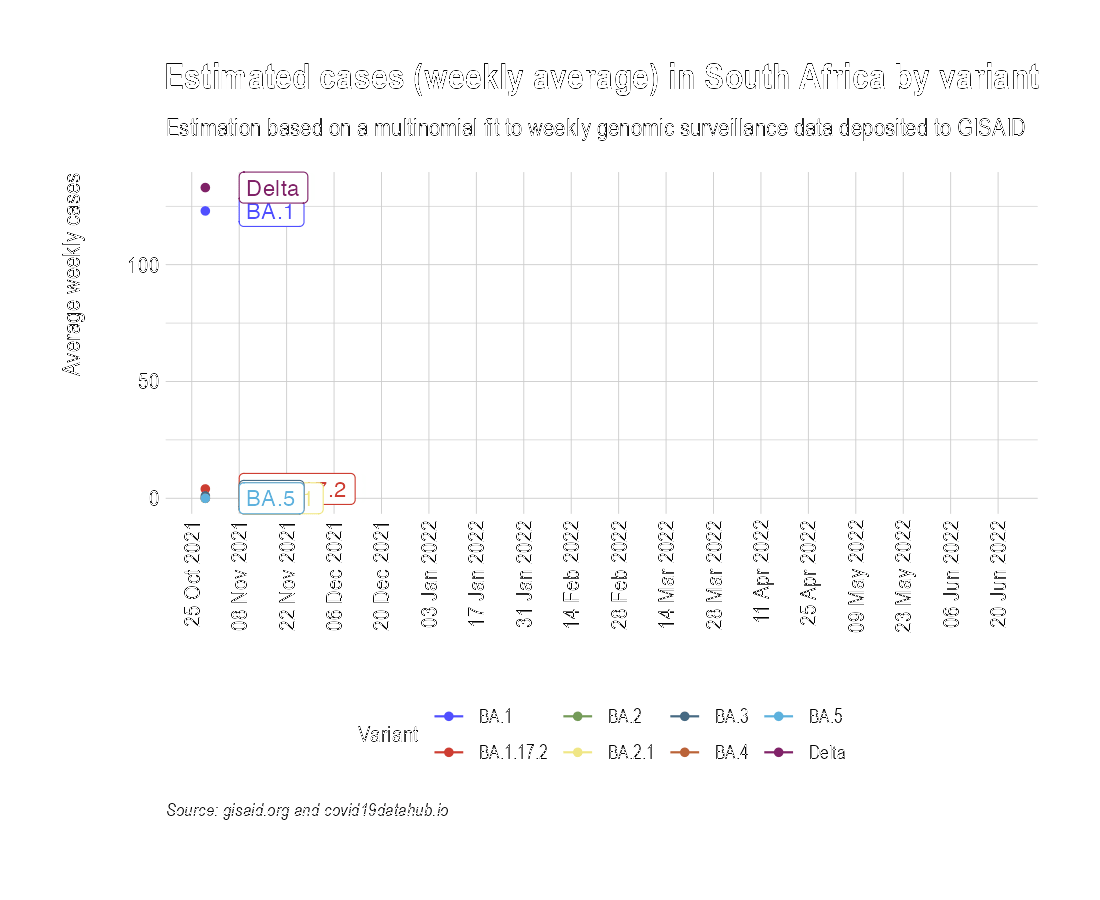 Estimated cases (weekly average) in South Africa by variant
Estimation based on a multinomial fit to weekly genomic surveillance data deposited to GISAID
Average weekly cases
Delta
BA.1
100
50
0
7.2
BA.5
1
25 Oct 2021
08 Nov 2021
22 Nov 2021
06 Dec 2021
20 Dec 2021
03 Jan 2022
17 Jan 2022
31 Jan 2022
14 Feb 2022
28 Feb 2022
14 Mar 2022
28 Mar 2022
11 Apr 2022
25 Apr 2022
09 May 2022
23 May 2022
06 Jun 2022
20 Jun 2022
Variant
BA.1
BA.2
BA.3
BA.5
BA.1.17.2
BA.2.1
BA.4
Delta
Source: gisaid.org and covid19datahub.io